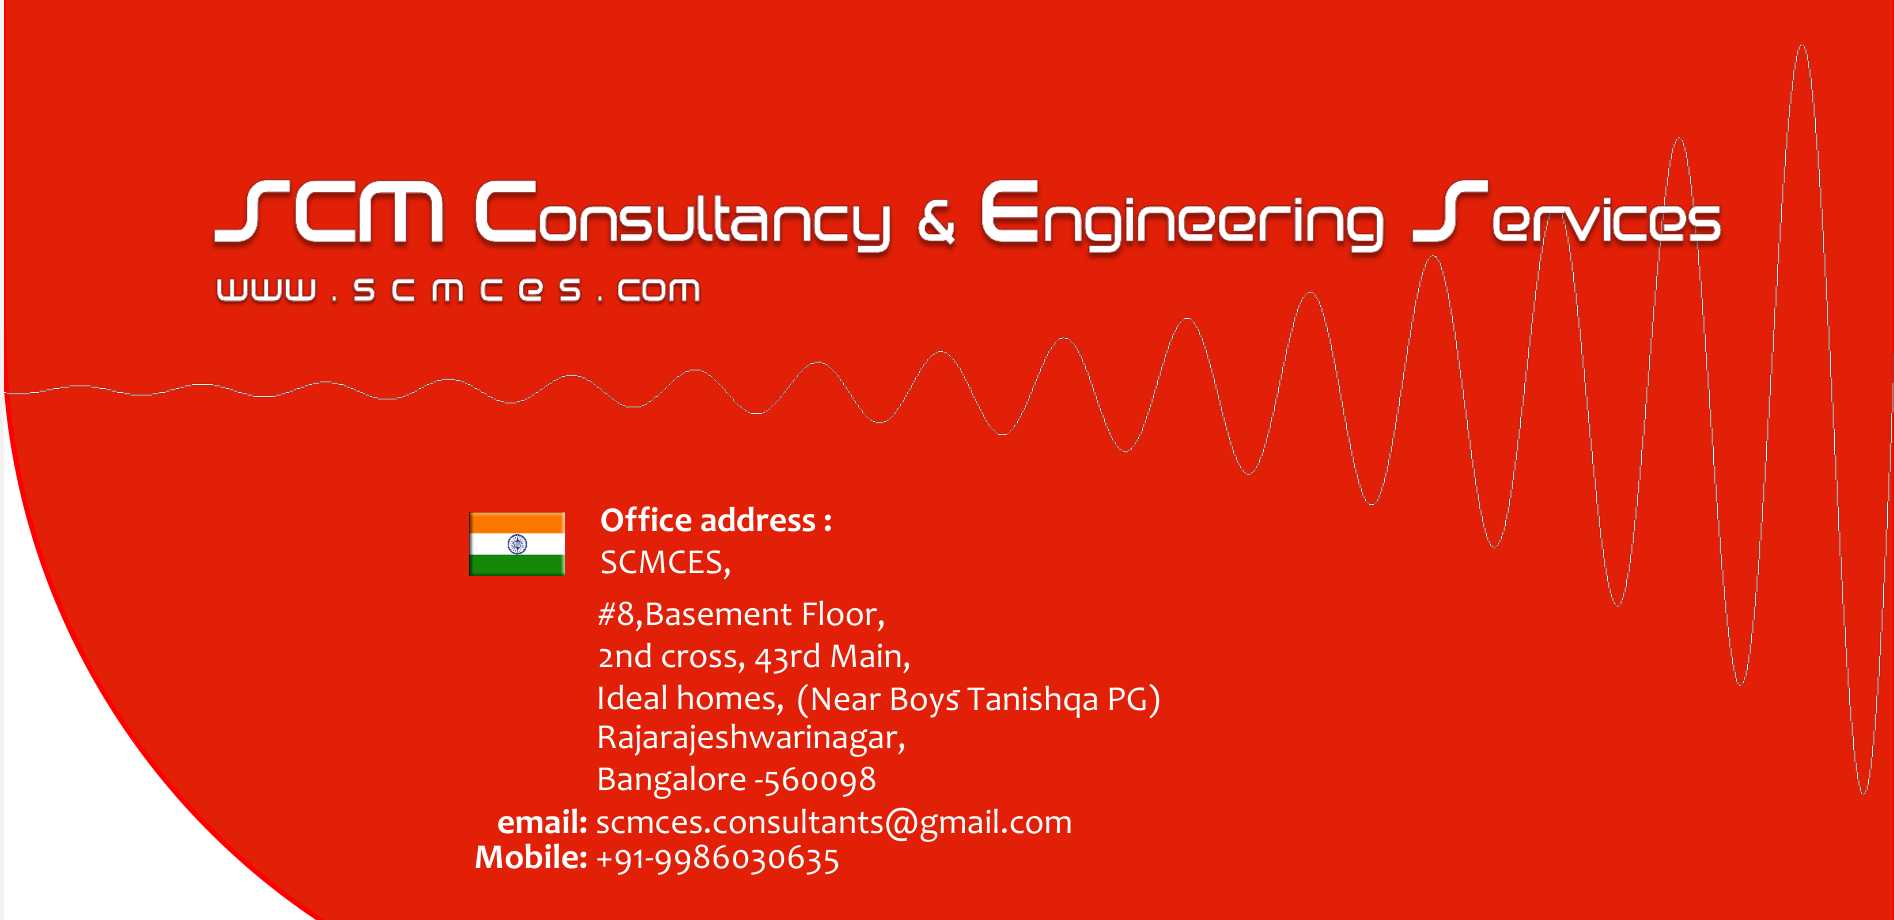 SCM Consultancy & Engineering Services
www.scmces.com
Office address :
SCMCES,
#8,Basement Floor,
2nd cross, 43rd Main,
Ideal homes, (Near Boys' Tanishqa PG)
Rajarajeshwarinagar,
Bangalore -560098
email: scmces.consultants@gmail.com
Mobile: +91-9986030635